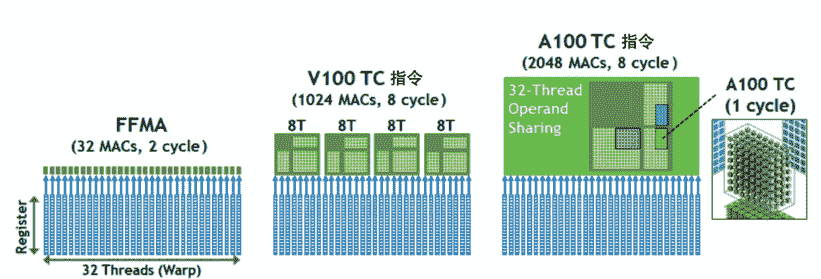 FFMA
(32 MACs, 2 cycle)
Register
32 Threads (Warp)
V100 TC 指令
(1024 MACs, 8 cycle)
8T 8T 8T 8T
A100 TC 指令
(2048 MACs, 8 cycle)
32-Thread
Operand
Sharing
A100 TC
(1 cycle)